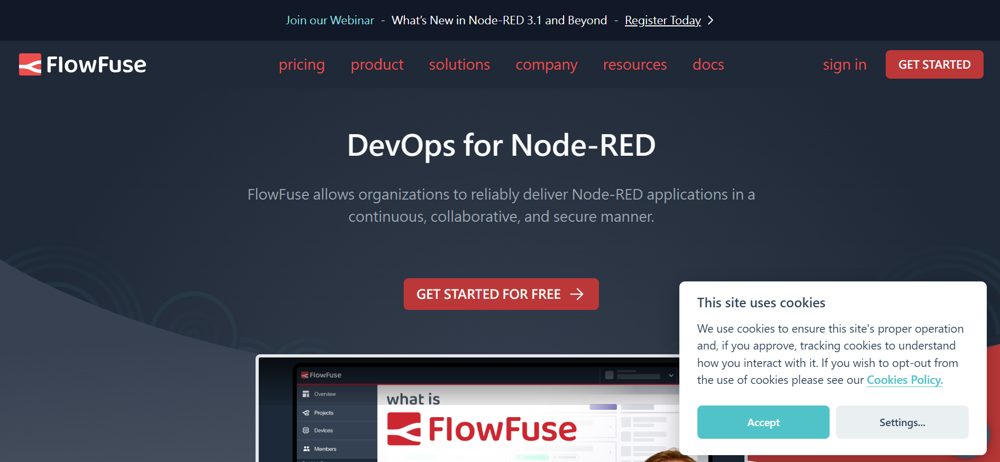 Join our Webinar - What's New in Node-RED 3.1 and Beyond - Register Today
FlowFuse
pricing product solutions company resources docs sign in GET STARTED
DevOps for Node-RED
FlowFuse allows organizations to reliably deliver Node-RED applications in a
continuous, collaborative, and secure manner.
GET STARTED FOR FREE
FlowFuse
Overview
Projects
Devices
Members
what is
FlowFuse
This site uses cookies
We use cookies to ensure this site's proper operation
and, if you approve, tracking cookies to understand
how you interact with it. If you wish to opt-out from
the use of cookies please see our Cookies Policy.
Accept
Settings...